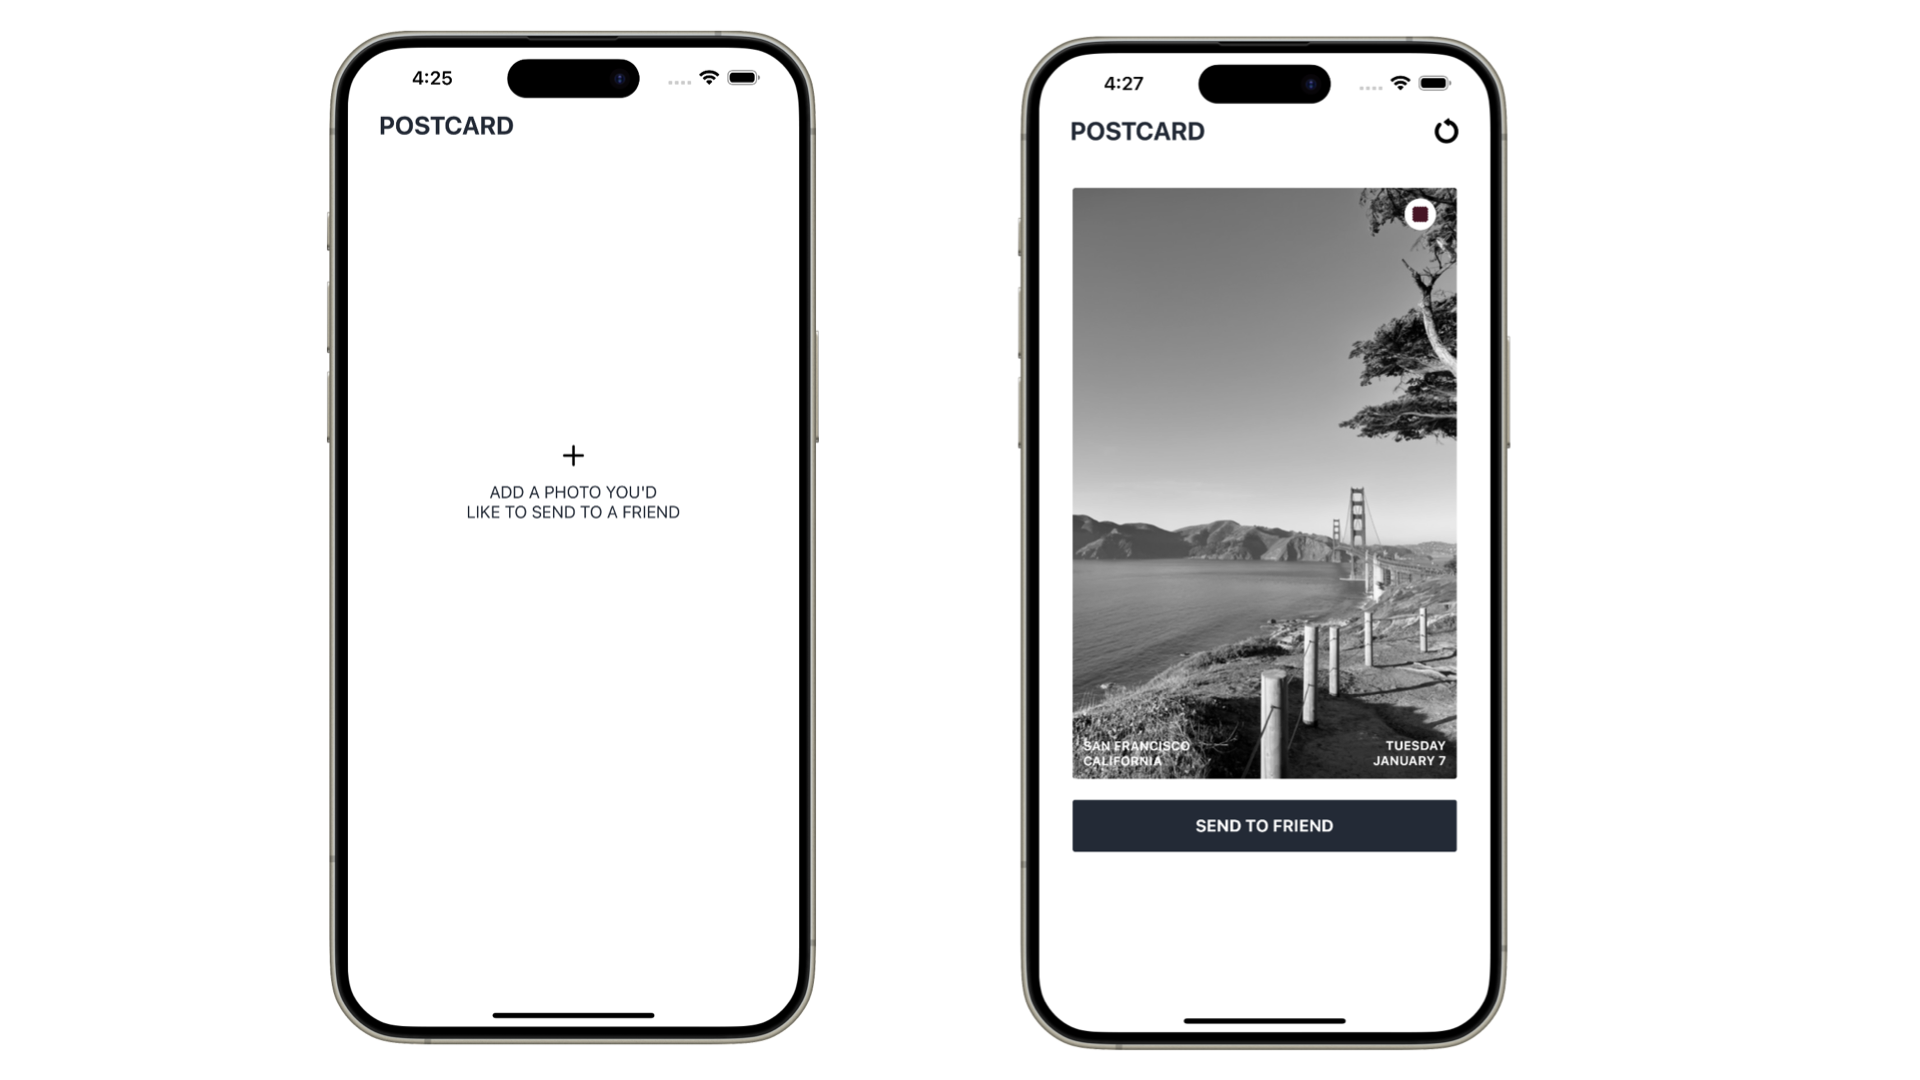 4:25
POSTCARD
ADD A PHOTO YOU'D
LIKE TO SEND TO A FRIEND
4:27
POSTCARD
SAN FRANCISCO
CALIFORNIA
TUESDAY
JANUARY 7
SEND TO FRIEND